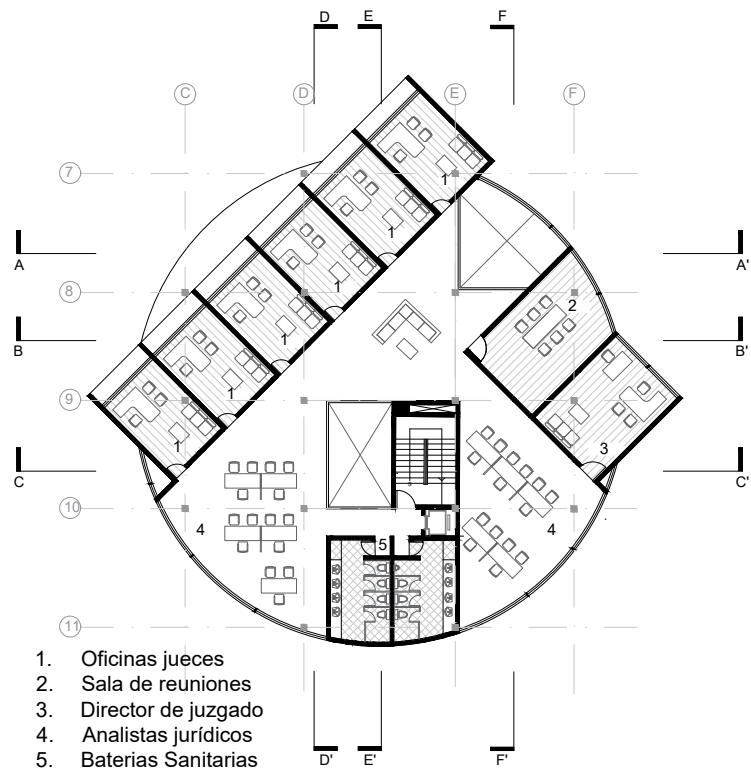 D E F
C D E F
7
1
1
A A'
1
8
2
1
B B'
1
9
1
3
C C'
10
4 4
5
11
1. Oficinas jueces
2. Sala de reuniones
3. Director de juzgado
4. Analistas jurídicos
5. Baterias Sanitarias
D' E' F'